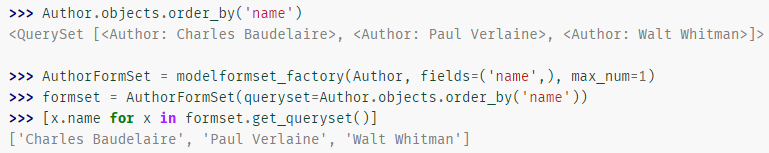 >>> Author.objects.order_by('name')
<QuerySet [<Author: Charles Baudelaire>, <Author: Paul Verlaine>, <Author: Walt Whitman>]>
>>> AuthorFormSet = modelformset_factory(Author, fields=('name',), max_num=1)
>>> formset = AuthorFormSet(queryset=Author.objects.order_by('name'))
>>> [x.name for x in formset.get_queryset()]
['Charles Baudelaire', 'Paul Verlaine', 'Walt Whitman']